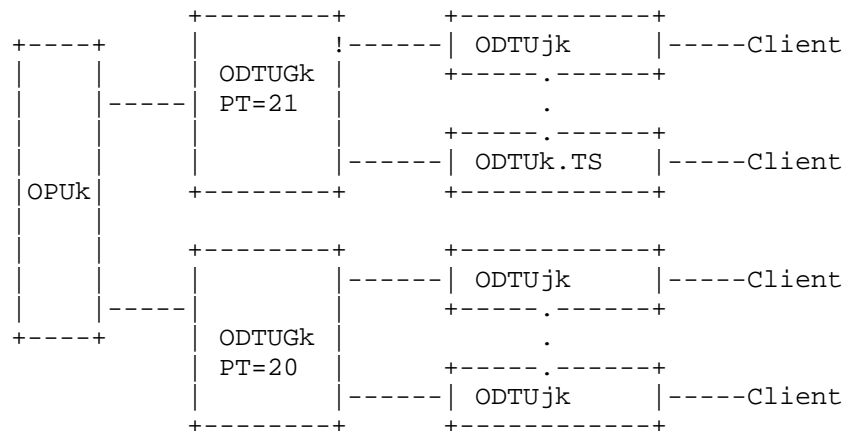 ODTUjk Client
ODTUGk
PT=21
ODTUk.TS Client
OPUk
ODTUjk Client
ODTUGk
PT=20
ODTUjk Client